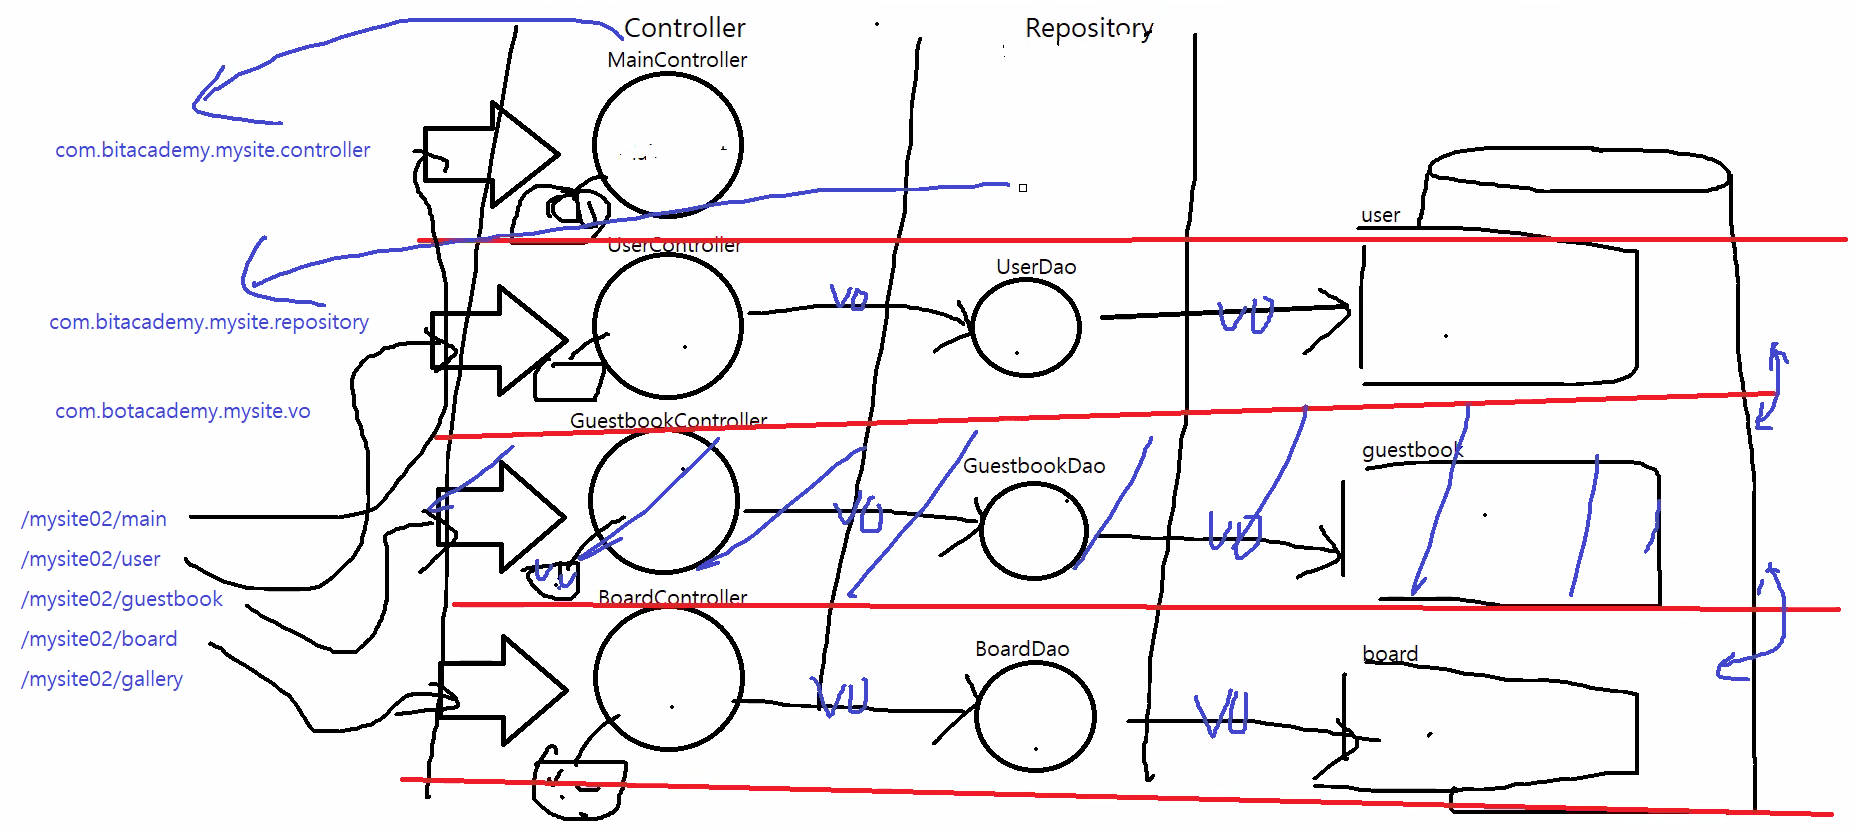 Controller
Repository
MainController
com.bitacademy.mysite.controller
user
UserController
UserDao
vo
VO
com.bitacademy.mysite.repository
com.botacademy.mysite.vo
GuestbookController
guestbook
GuestbookDao
VO
VO
/mysite02/main
/mysite02/user
/mysite02/guestbook
/mysite02/board
/mysite02/gallery
BoardController
BoardDao
board
VO
VO